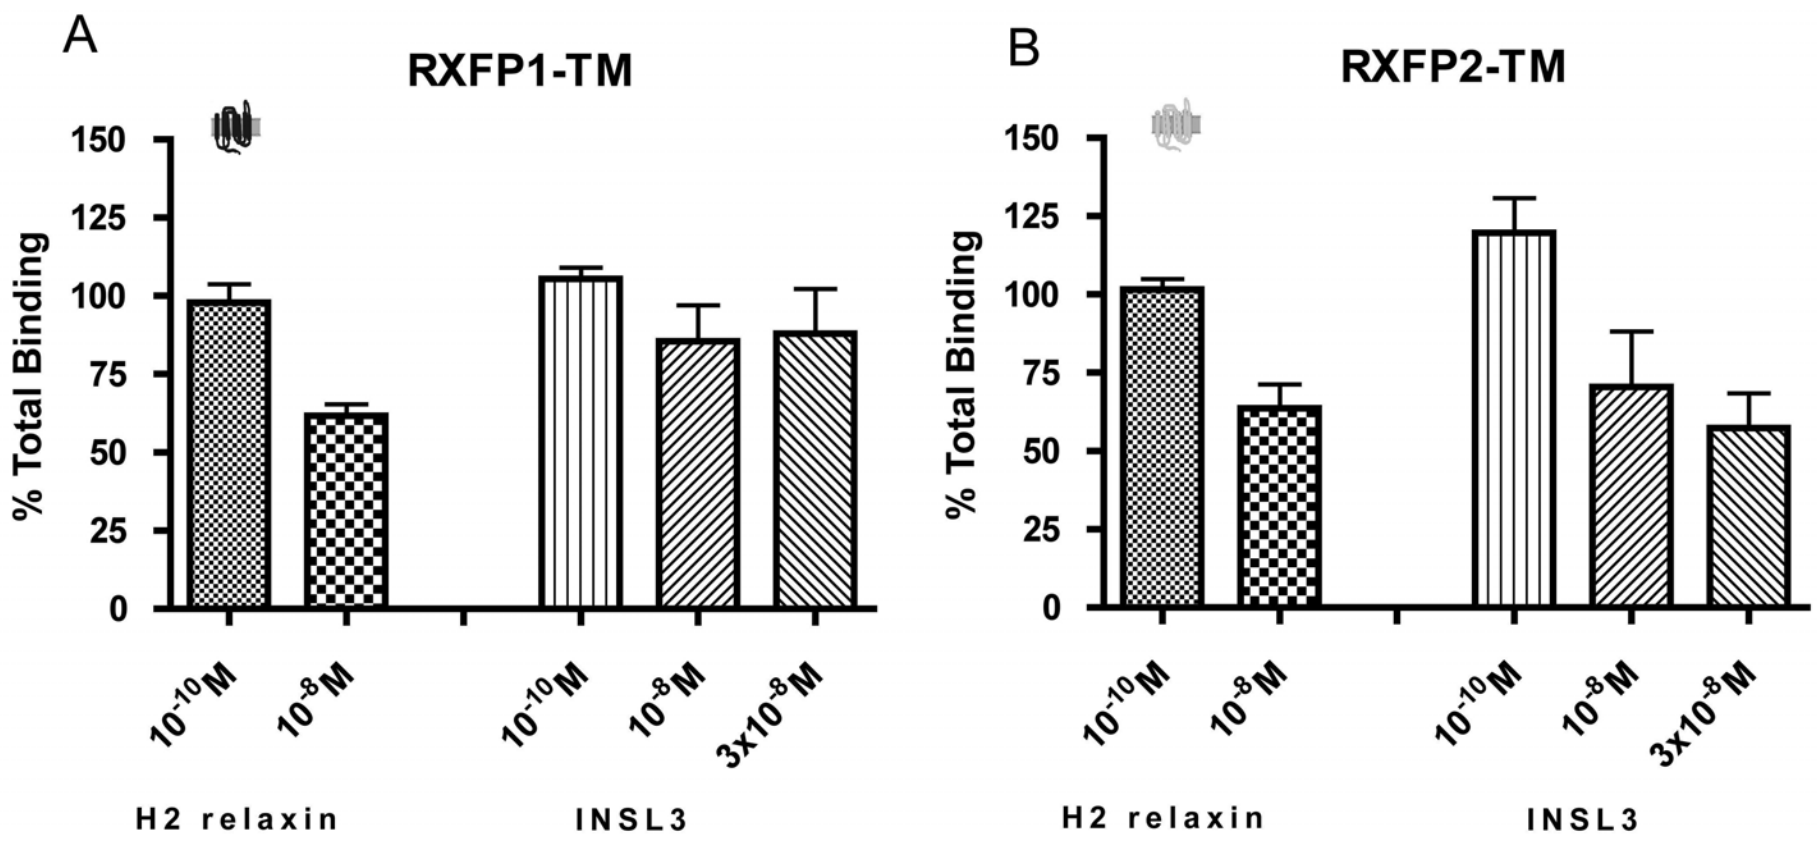 A
RXFP1-TM
% Total Binding
150
125
100
75
50
25
0
10⁻¹⁰M
10⁻⁸M
10⁻¹⁰M
10⁻⁸M
3x10⁻⁸M
H2 relaxin
INSL3
B
RXFP2-TM
% Total Binding
150
125
100
75
50
25
0
10⁻¹⁰M
10⁻⁸M
10⁻¹⁰M
10⁻⁸M
3x10⁻⁸M
H2 relaxin
INSL3